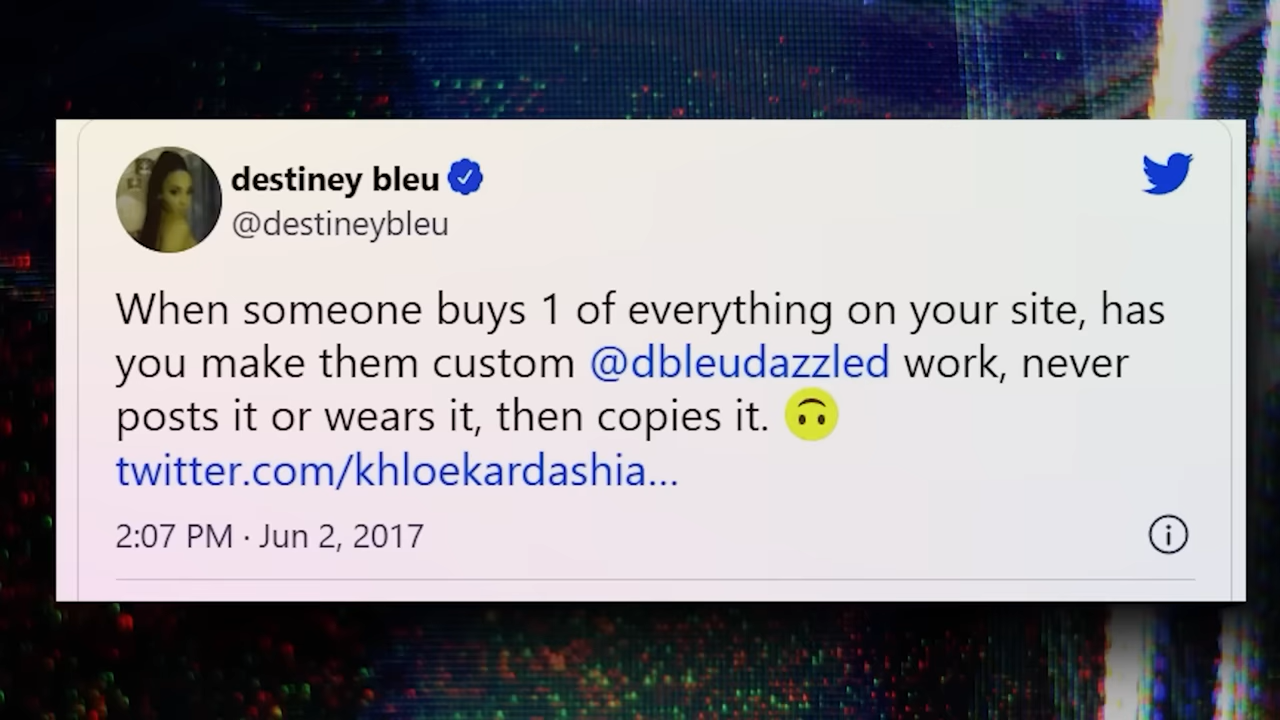 destiney bleu
@destineybleu
When someone buys 1 of everything on your site, has
you make them custom @dbleudazzled work, never
posts it or wears it, then copies it. 🙃
twitter.com/khloekardashia...
2:07 PM · Jun 2, 2017